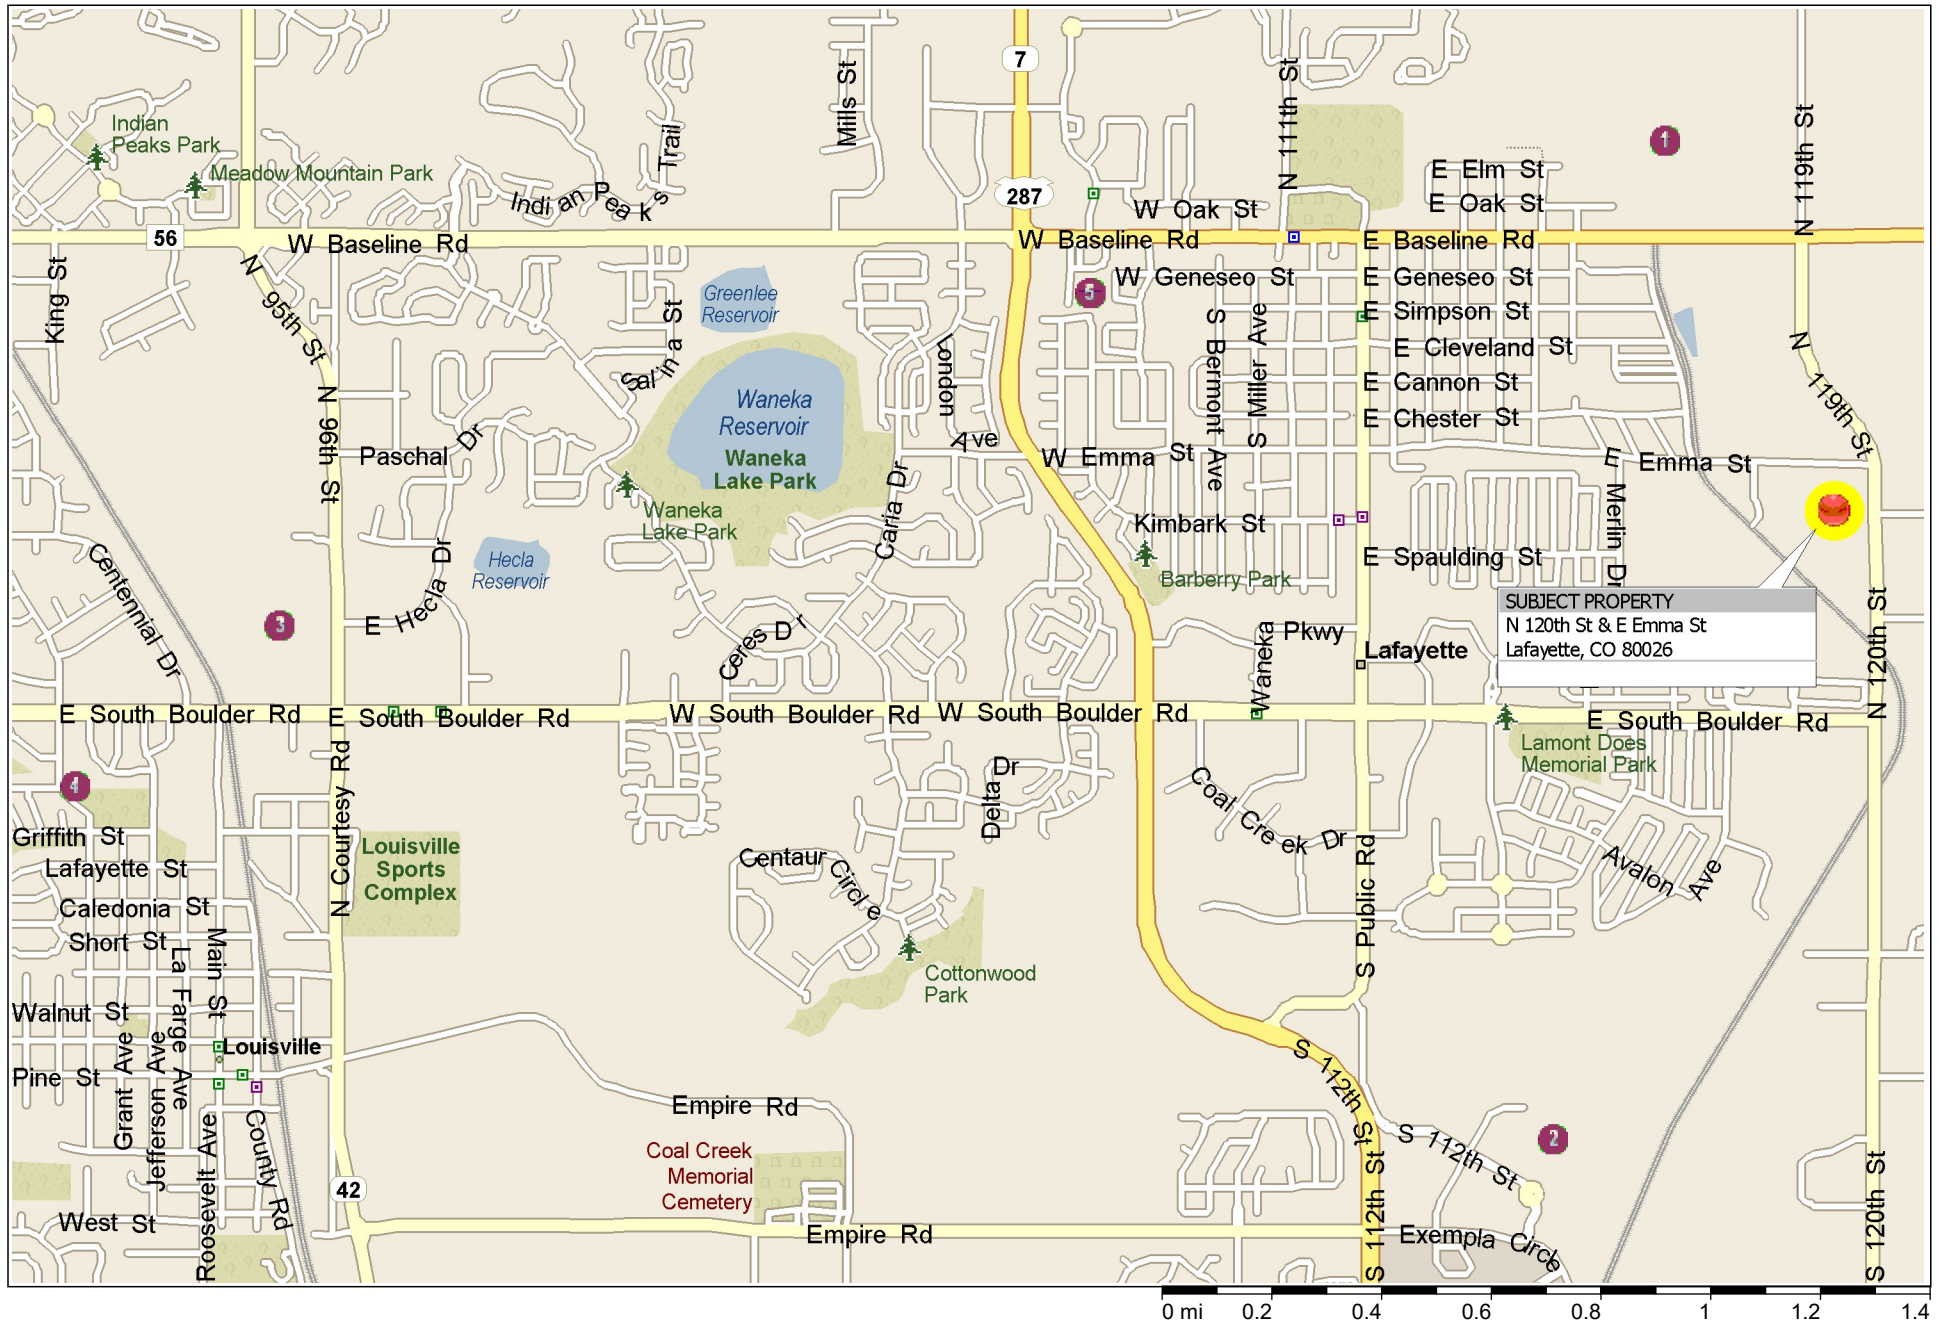 7
Mills St
N 111th St
N 119th St
Indian
Peaks Park
1
Indian Peaks Trail
Meadow Mountain Park
E Elm St
287
W Oak St
E Oak St
56
W Baseline Rd
W Baseline Rd
E Baseline Rd
King St
N 95th St
Greenlee
Reservoir
Salina St
5
W Geneseo St
E Geneseo St
E Simpson St
S Bermont Ave
S Miller Ave
N 119th St
London
Ave
E Cleveland St
E Cannon St
E Chester St
N 96th St
Waneka
Reservoir
Waneka
Lake Park
Paschal Dr
Caria Dr
W Emma St
E Emma St
Waneka
Lake Park
Kimbark St
E Merlin Dr
Hecla
Reservoir
E Spaulding St
Barberry Park
Centennial Dr
E Hecla Dr
3
SUBJECT PROPERTY
N 120th St & E Emma St
Lafayette, CO 80026
Ceres Dr
Waneka Pkwy
Lafayette
N 120th St
E South Boulder Rd
E South Boulder Rd
W South Boulder Rd
W South Boulder Rd
E South Boulder Rd
Lamont Does
Memorial Park
4
N Courtesy Rd
Delta Dr
Coal Creek Dr
Griffith St
Louisville
Sports
Complex
Lafayette St
Centaur Circle
S Public Rd
Avalon Ave
Caledonia St
Short St
La Farge Ave
Main St
Cottonwood
Park
Walnut St
Louisville
Pine St
Grant Ave
Jefferson Ave
S 112th St
Empire Rd
Roosevelt Ave
County Rd
Coal Creek
Memorial
Cemetery
S 112th St
2
42
West St
Empire Rd
S 112th St
Exempla Circle
S 120th St
0 mi 0.2 0.4 0.6 0.8 1 1.2 1.4